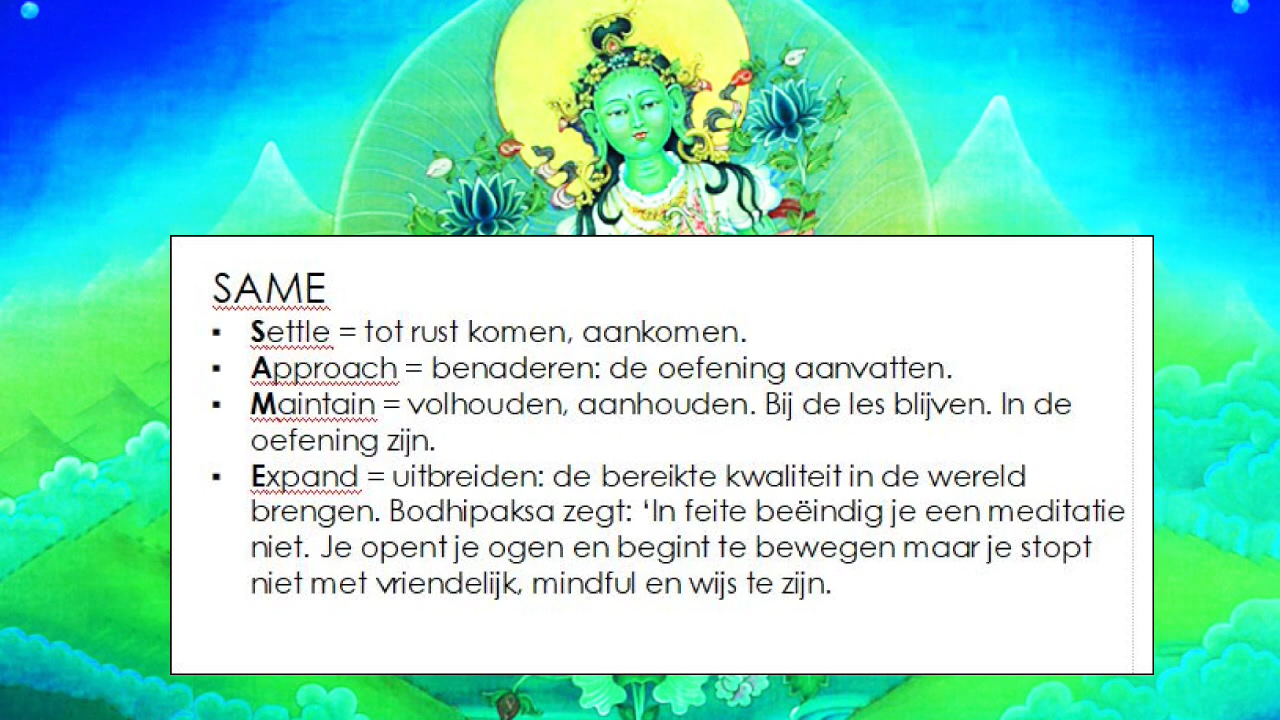 SAME
▪ Settle = tot rust komen, aankomen.
▪ Approach = benaderen: de oefening aanvatten.
▪ Maintain = volhouden, aanhouden. Bij de les blijven. In de
oefening zijn.
▪ Expand = uitbreiden: de bereikte kwaliteit in de wereld
brengen. Bodhipaksa zegt: ‘In feite beëindig je een meditatie
niet. Je opent je ogen en begint te bewegen maar je stopt
niet met vriendelijk, mindful en wijs te zijn.